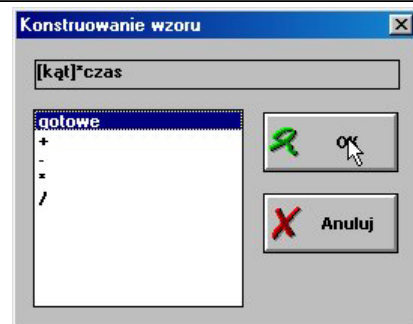 Konstruowanie wzoru
[kąt]*czas
gotowe
+
-
*
/
OK
Anuluj